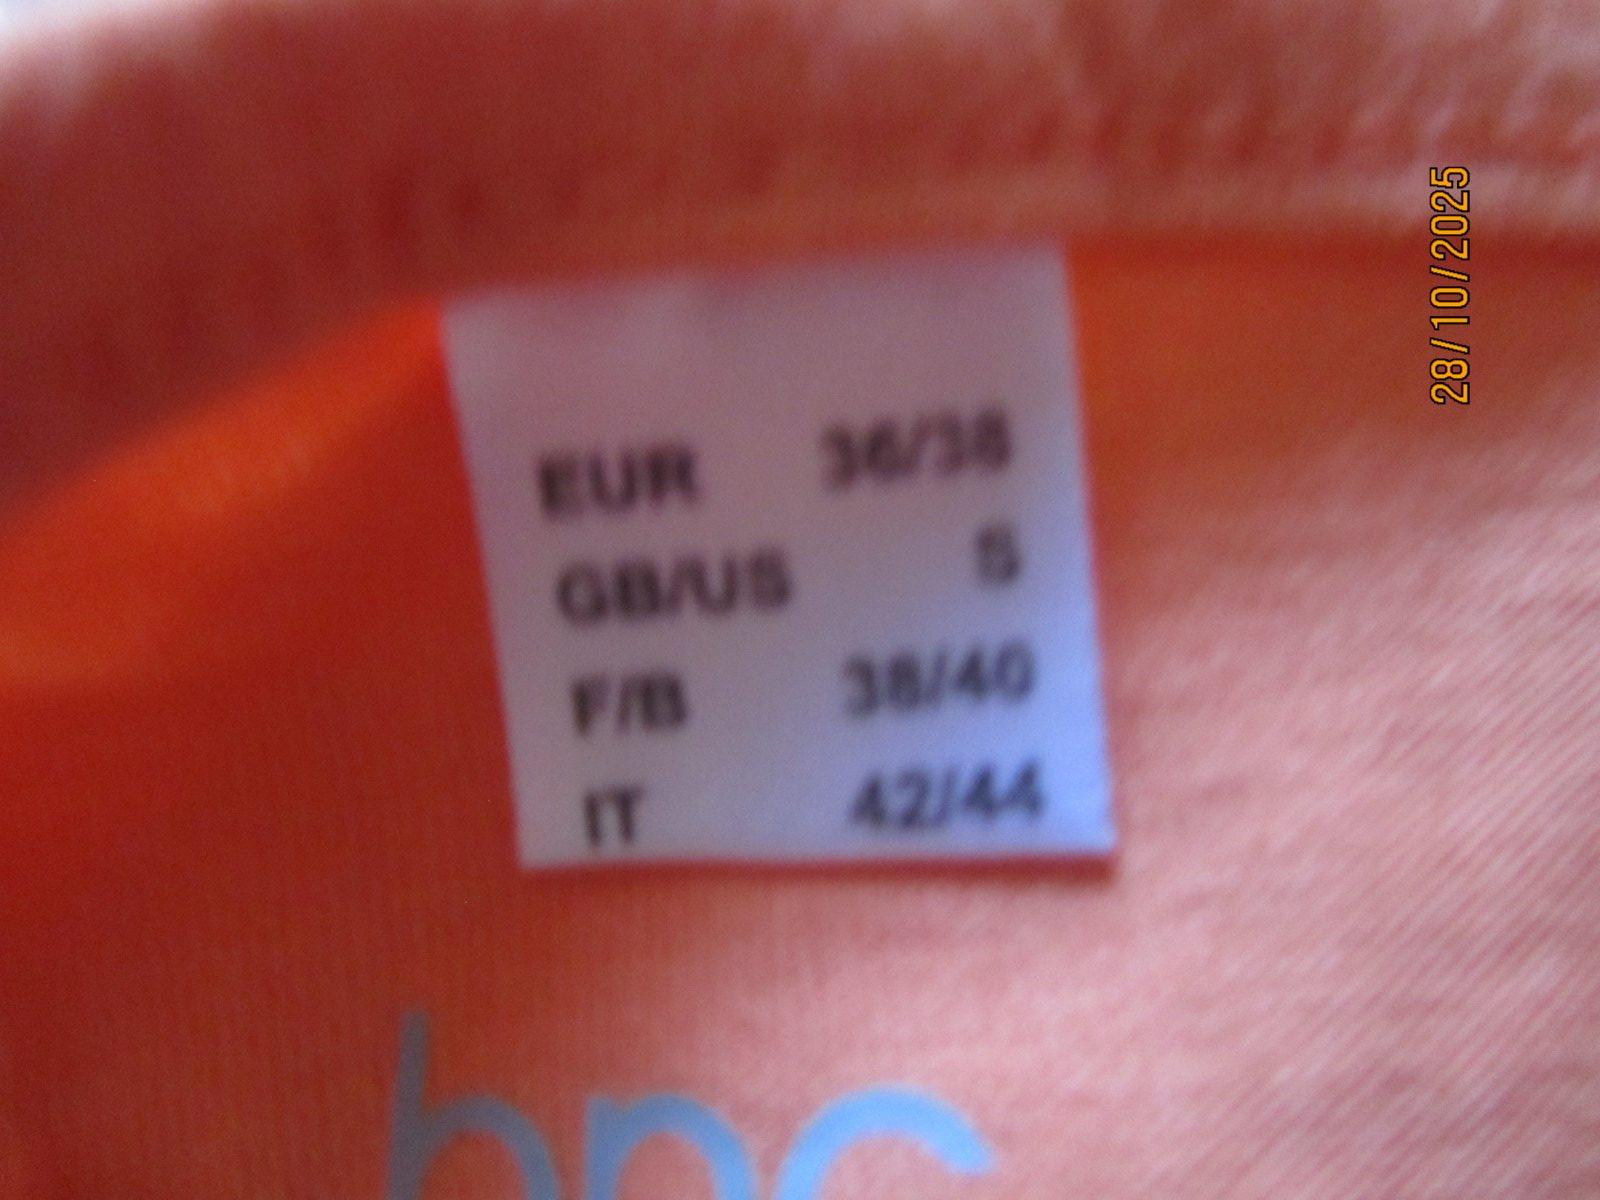 EUR 36/38
GB/US S
F/B 38/40
IT 42/44
bpc
28/10/2025